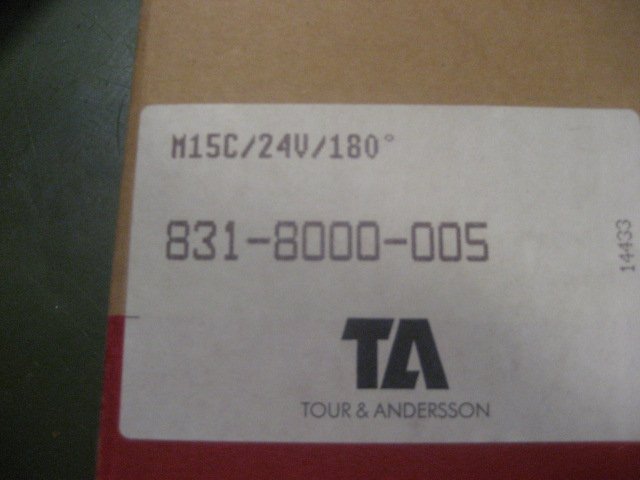 M15C/24V/180°
831-8000-005
14433
TA
TOUR & ANDERSSON